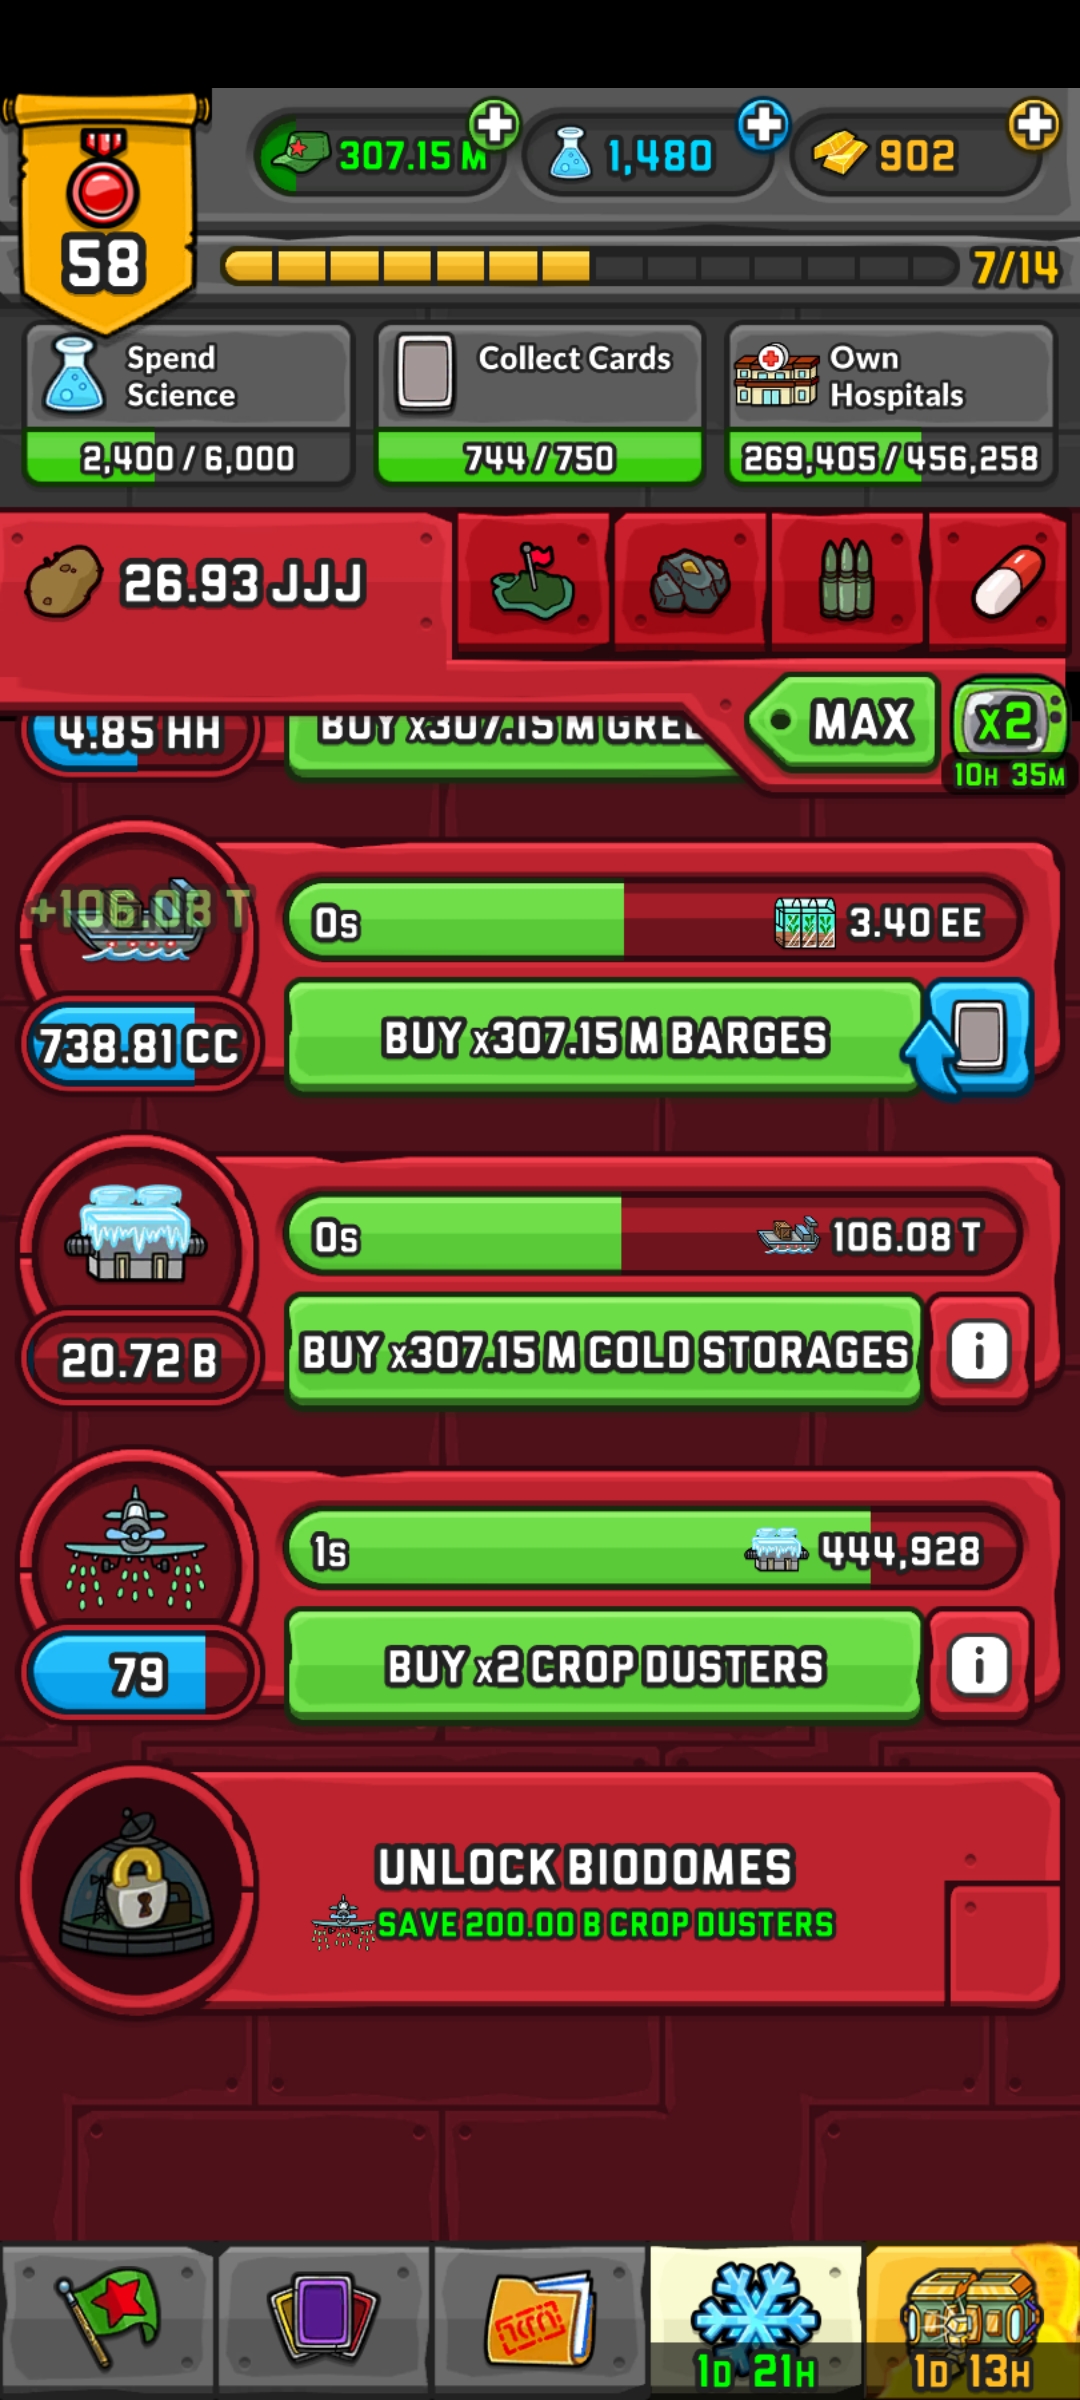 58
307.15 M
1,480
902
7/14
Spend
Science
2,400 / 6,000
Collect Cards
744 / 750
Own
Hospitals
269,405 / 456,258
26.93 JJJ
MAX
x2
10H 35M
4.85 HH
BUY x307.15 M GREE
+106.08 T
0s
3.40 EE
738.81 CC
BUY x307.15 M BARGES
0s
106.08 T
20.72 B
BUY x307.15 M COLD STORAGES
i
1s
444,928
79
BUY x2 CROP DUSTERS
i
UNLOCK BIODOMES
SAVE 200.00 B CROP DUSTERS
1D 21H
1D 13H